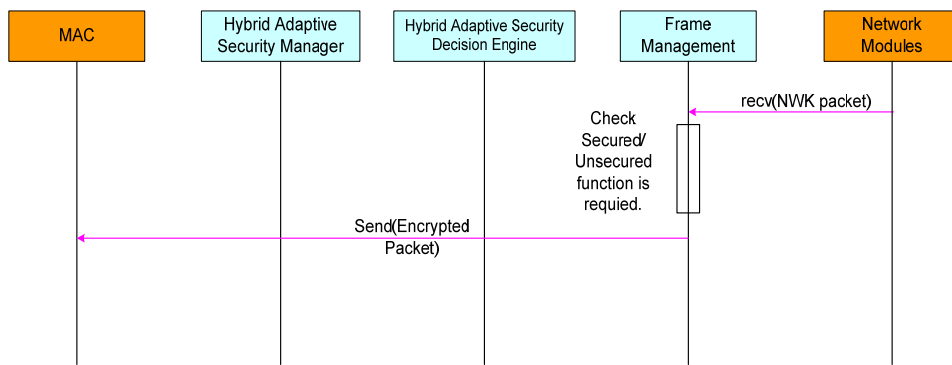 MAC
Hybrid Adaptive
Security Manager
Hybrid Adaptive Security
Decision Engine
Frame
Management
Network
Modules
recv(NWK packet)
Check
Secured/
Unsecured
function is
requied.
Send(Encrypted
Packet)